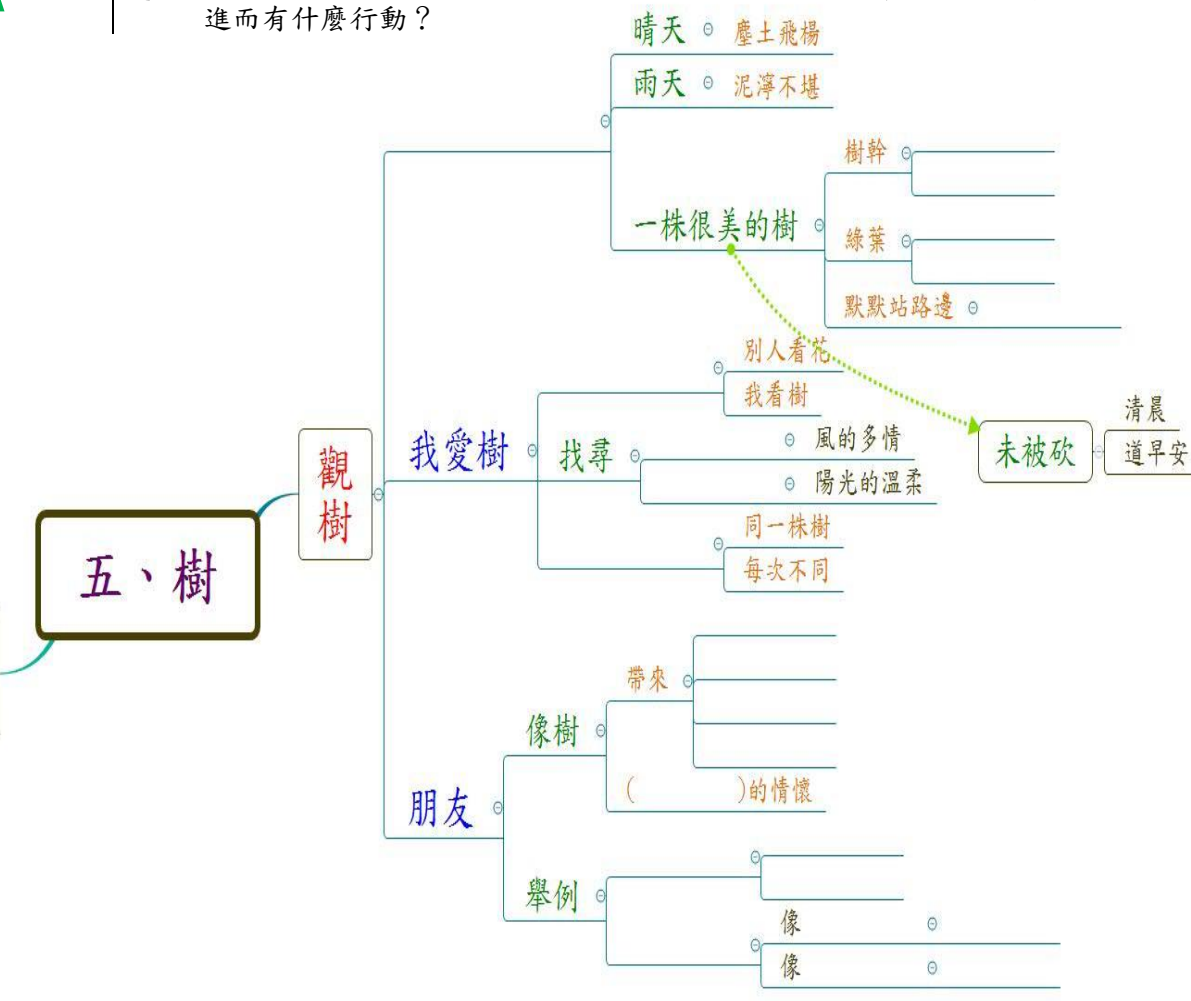 進而有什麼行動？
晴天 塵土飛楊
雨天 泥濘不堪
樹幹
一株很美的樹
綠葉
默默站路邊
別人看花
我看樹
我愛樹
找尋
風的多情
陽光的溫柔
未被砍
清晨
道早安
同一株樹
每次不同
觀樹
五、樹
帶來
像樹
( )的情懷
朋友
舉例
像
像